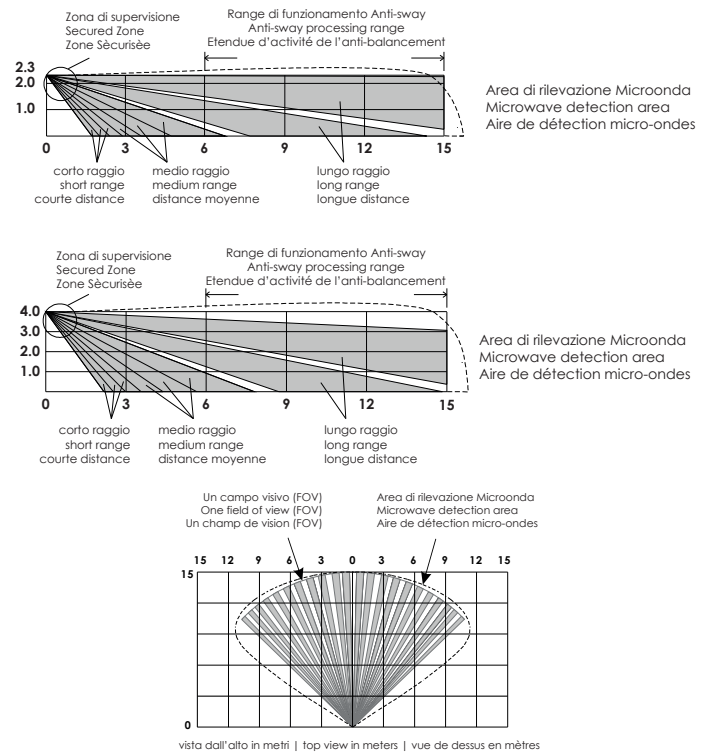 Zona di supervisione
Secured Zone
Zone Sècurisèe
Range di funzionamento Anti-sway
Anti-sway processing range
Etendue d'activité de l'anti-balancement
2.3
2.0
1.0
0 3 6 9 12 15
Area di rilevazione Microonda
Microwave detection area
Aire de détection micro-ondes
corto raggio
short range
courte distance
medio raggio
medium range
distance moyenne
lungo raggio
long range
longue distance
Zona di supervisione
Secured Zone
Zone Sècurisèe
Range di funzionamento Anti-sway
Anti-sway processing range
Etendue d'activité de l'anti-balancement
4.0
3.0
2.0
1.0
0 3 6 9 12 15
Area di rilevazione Microonda
Microwave detection area
Aire de détection micro-ondes
corto raggio
short range
courte distance
medio raggio
medium range
distance moyenne
lungo raggio
long range
longue distance
Un campo visivo (FOV)
One field of view (FOV)
Un champ de vision (FOV)
Area di rilevazione Microonda
Microwave detection area
Aire de détection micro-ondes
15 12 9 6 3 0 3 6 9 12 15
15
0
vista dall'alto in metri | top view in meters | vue de dessus en mètres